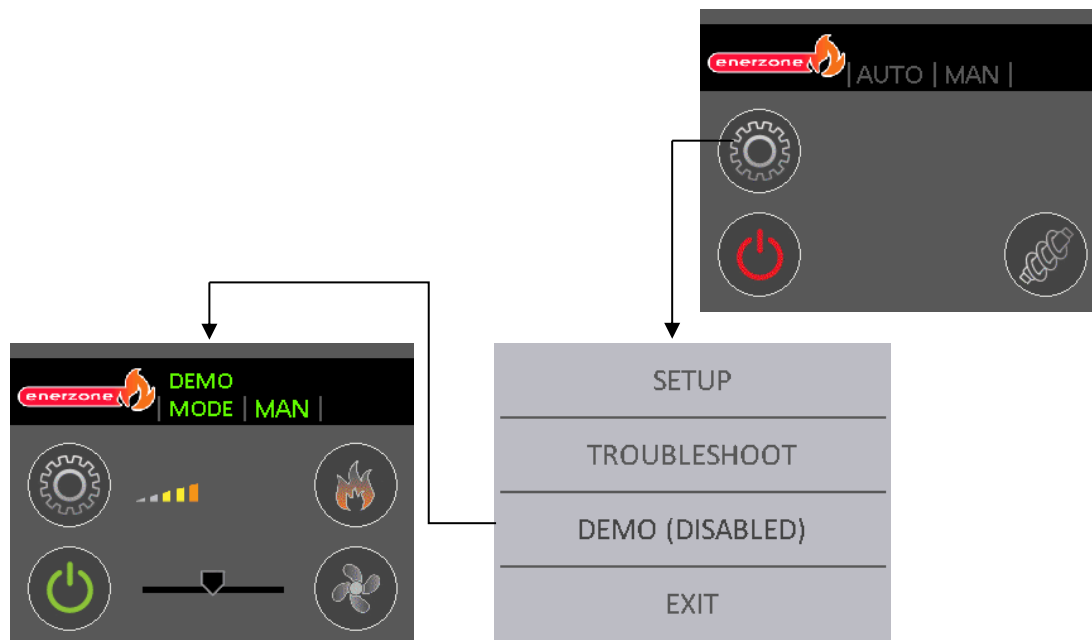 enerzone
| AUTO | MAN |
enerzone
DEMO
| MODE | MAN |
SETUP
TROUBLESHOOT
DEMO (DISABLED)
EXIT